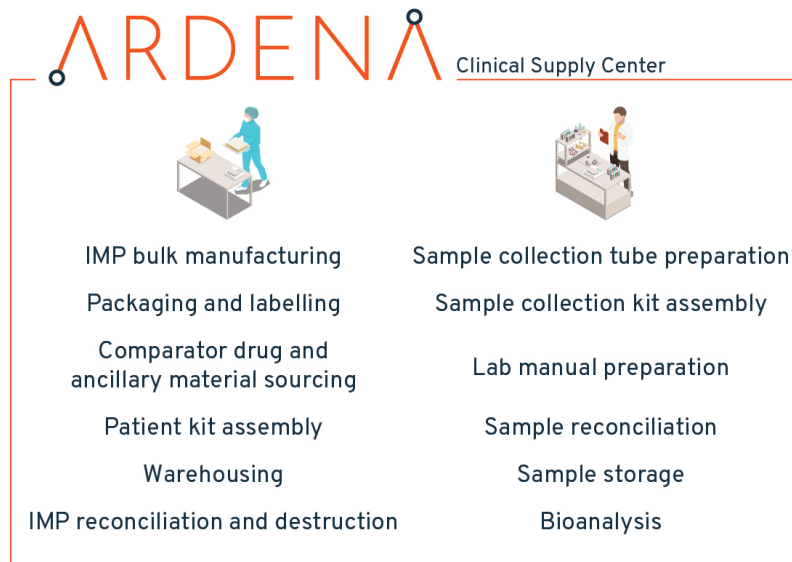 ARDENA
Clinical Supply Center
IMP bulk manufacturing
Packaging and labelling
Comparator drug and
ancillary material sourcing
Patient kit assembly
Warehousing
IMP reconciliation and destruction
Sample collection tube preparation
Sample collection kit assembly
Lab manual preparation
Sample reconciliation
Sample storage
Bioanalysis